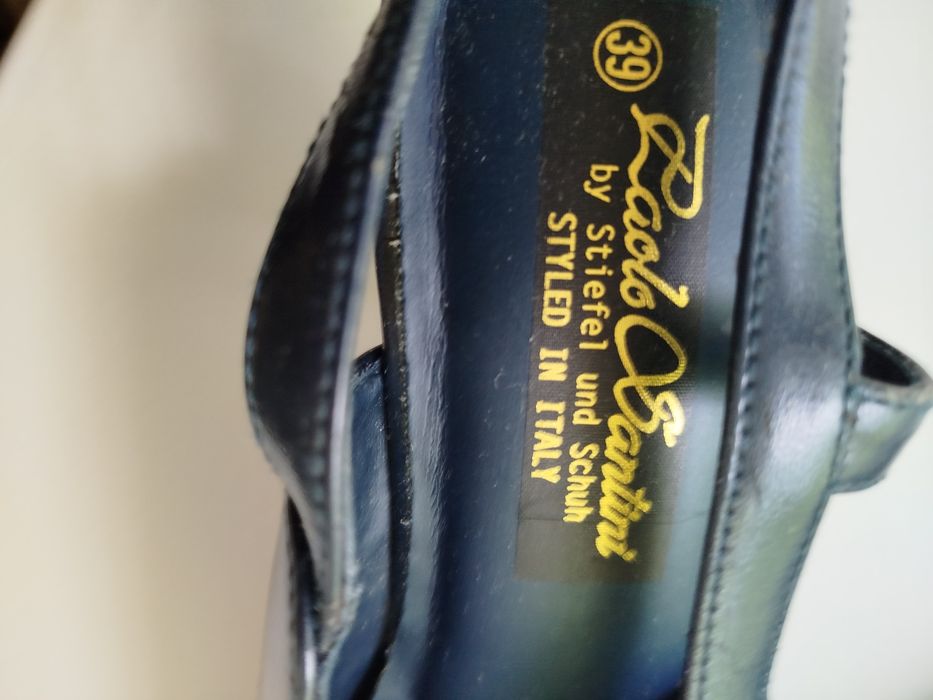 39
Paolo Santini
by Stiefel und Schuh
STYLED IN ITALY